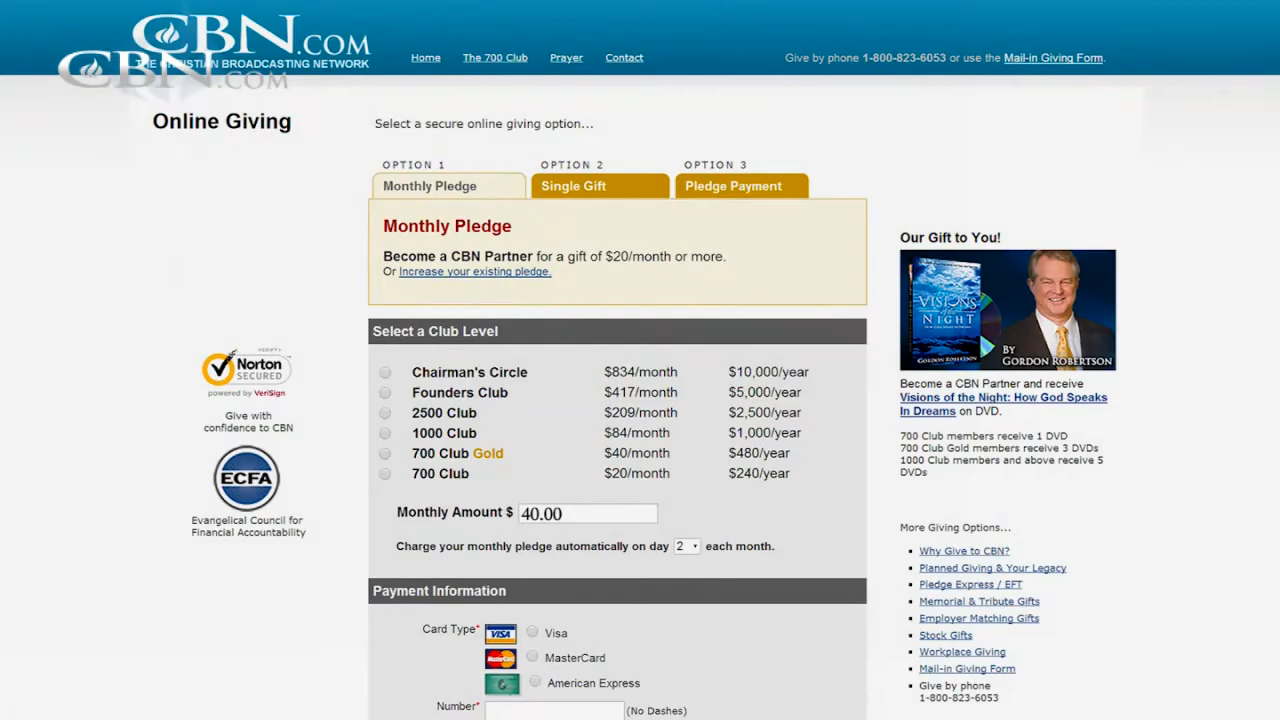 CBN.COM
CBN.COM
THE CHRISTIAN BROADCASTING NETWORK
Home The 700 Club Prayer Contact
Give by phone 1-800-823-6053 or use the Mail-in Giving Form.
Online Giving
Select a secure online giving option...
OPTION 1 OPTION 2 OPTION 3
Monthly Pledge Single Gift Pledge Payment
Monthly Pledge
Become a CBN Partner for a gift of $20/month or more.
Or Increase your existing pledge.
Select a Club Level
Chairman's Circle $834/month $10,000/year
Founders Club $417/month $5,000/year
2500 Club $209/month $2,500/year
1000 Club $84/month $1,000/year
700 Club Gold $40/month $480/year
700 Club $20/month $240/year
Monthly Amount $ 40.00
Charge your monthly pledge automatically on day 2 each month.
Payment Information
Card Type* VISA Visa
MasterCard MasterCard
American Express
Number* (No Dashes)
VERIFY
Norton
SECURED
powered by VeriSign
Give with
confidence to CBN
ECFA
Evangelical Council for
Financial Accountability
Our Gift to You!
VISIONS
of the
NIGHT
GORDON ROBERTSON
BY
GORDON ROBERTSON
Become a CBN Partner and receive
Visions of the Night: How God Speaks
In Dreams on DVD.
700 Club members receive 1 DVD
700 Club Gold members receive 3 DVDs
1000 Club members and above receive 5
DVDs
More Giving Options...
Why Give to CBN?
Planned Giving & Your Legacy
Pledge Express / EFT
Memorial & Tribute Gifts
Employer Matching Gifts
Stock Gifts
Workplace Giving
Mail-in Giving Form
Give by phone
1-800-823-6053